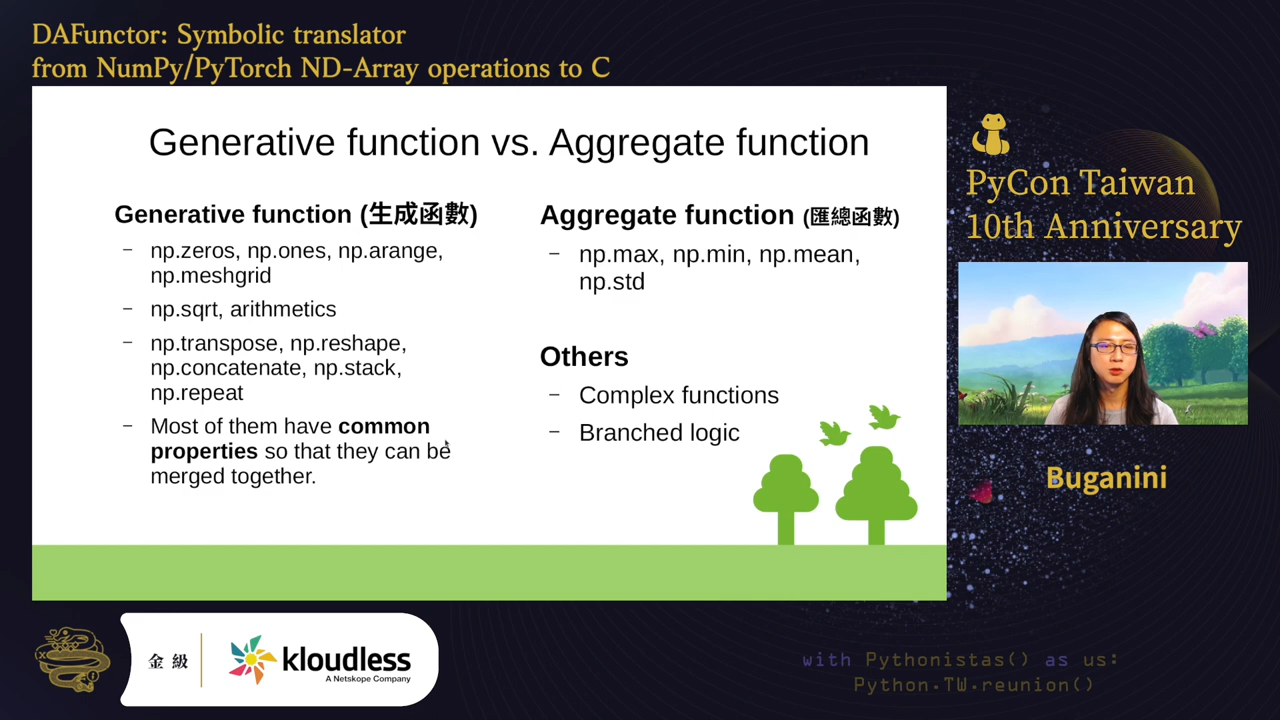 DAFunctor: Symbolic translator
from NumPy/PyTorch ND-Array operations to C
Generative function vs. Aggregate function
Generative function (生成函數)
– np.zeros, np.ones, np.arange,
np.meshgrid
– np.sqrt, arithmetics
– np.transpose, np.reshape,
np.concatenate, np.stack,
np.repeat
– Most of them have common
properties so that they can be
merged together.
Aggregate function (匯總函數)
– np.max, np.min, np.mean,
np.std
Others
– Complex functions
– Branched logic
PyCon Taiwan
10th Anniversary
Buganini
金級
kloudless
A Netskope Company
with Pythonistas() as us:
Python.TW.reunion()